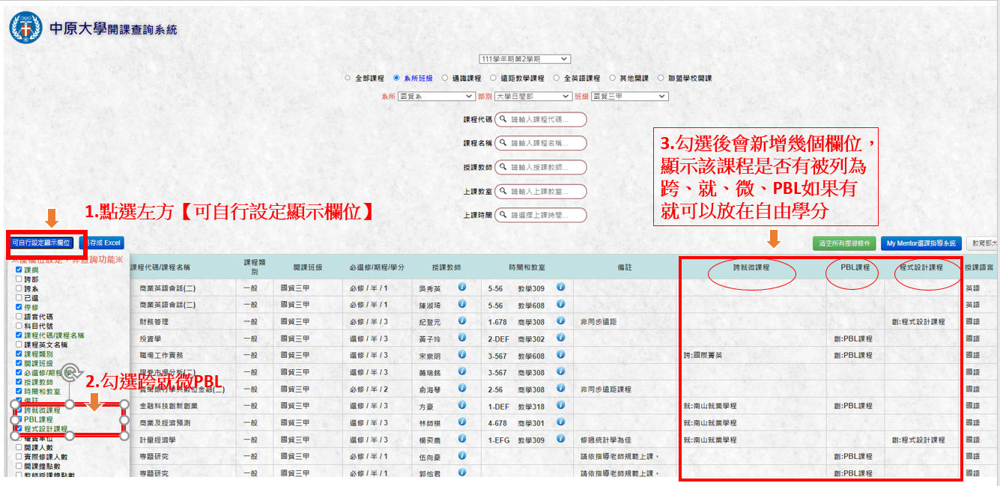 中原大學開課查詢系統
111學年期第2學期
全部課程 系所班級 通識課程 遠距教學課程 全英語課程 其他開課 聯盟學校開課
系所 國貿系 部別 大學日間部 班級 國貿三甲
課程代碼 請輸入課程代碼...
課程名稱 請輸入課程名稱...
授課教師 請輸入授課教師...
上課教室 請輸入上課教室...
上課時間 請選擇上課時間...
3.勾選後會新增幾個欄位，
顯示該課程是否有被列為
跨、就、微、PBL如果有
就可以放在自由學分
1.點選左方【可自行設定顯示欄位】
可自行設定顯示欄位 存成 Excel
清空所有搜尋條件 My Mentor選課指導系統 教育部大
非查詢功能※
課綱
跨部
跨系
已選
停修
語音代碼
科目代號
課程代碼/課程名稱
課程英文名稱
課程類別
開課班級
必選修/期程/學
授課教師
時間和教室
備註
跨就微課程
PBL課程
程式設計課程
權責單位
開課人數
實際修課人數
開課鐘點數
教師授課鐘點數
2.勾選跨就微PBL
課程代碼/課程名稱 課程類別 開課班級 必選修/期程/學分 授課教師 時間和教室 備註 跨就微課程 PBL課程 程式設計課程 授課語言
商業英語會話(二) 一般 國貿三甲 必修 / 半 / 1 吳秀英 5-56 教學309 英語
商業英語會話(二) 一般 國貿三甲 必修 / 半 / 1 陳淑琦 5-56 教學608 英語
財務管理 一般 國貿三甲 必修 / 半 / 3 紀登元 1-678 商學308 非同步遠距 創:程式設計課程 國語
投資學 一般 國貿三甲 選修 / 半 / 3 黃子玲 2-DEF 商學302 創:PBL課程 國語
職場工作實務 一般 國貿三甲 選修 / 半 / 3 宋泉明 3-567 教學608 跨:國際菁英 創:PBL課程 國語
證券市場分析(二) 一般 國貿三甲 選修 / 半 / 3 蕭瑞銘 3-567 商學308 國語
貨幣銀行學與數位金融(二) 一般 國貿三甲 必修 / 半 / 2 俞海琴 2-56 商學308 非同步遠距課程 國語
金融科技創新創業 一般 國貿三甲 選修 / 半 / 3 方豪 1-DEF 教學318 就:南山就業學程 創:PBL課程 國語
商業及經濟預測 一般 國貿三甲 選修 / 半 / 3 林師模 4-678 商學301 就:南山就業學程 國語
計量經濟學 一般 國貿三甲 選修 / 半 / 3 楊奕農 1-EFG 教學309 修過統計學為佳 就:南山就業學程 創:程式設計課程 國語
專題研究 一般 國貿三甲 必修 / 半 / 1 伍向豪 請依指導老師規範上課。 創:PBL課程 國語
專題研究 一般 國貿三甲 必修 / 半 / 1 郭怡君 請依指導老師規範上課。 創:PBL課程 國語